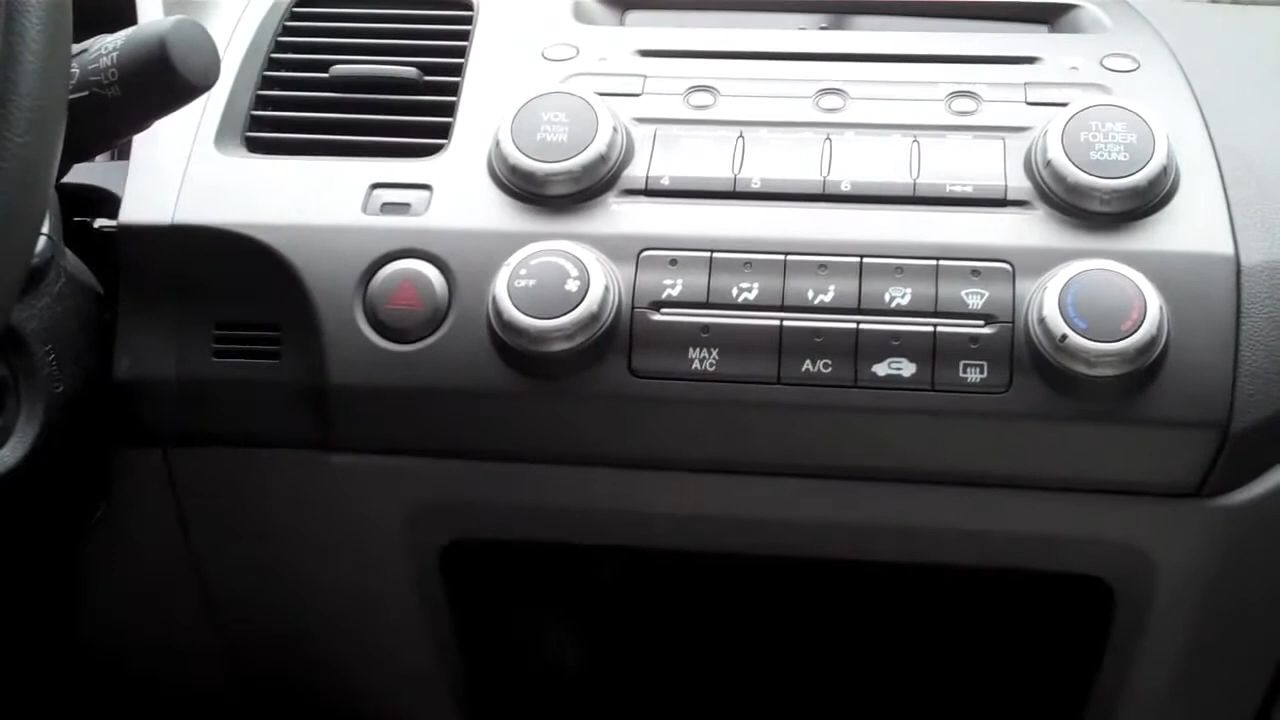 OFF
INT
LO
HI
VOL
PUSH
PWR
4
5
6
TUNE
FOLDER
PUSH
SOUND
OFF
MAX
A/C
A/C